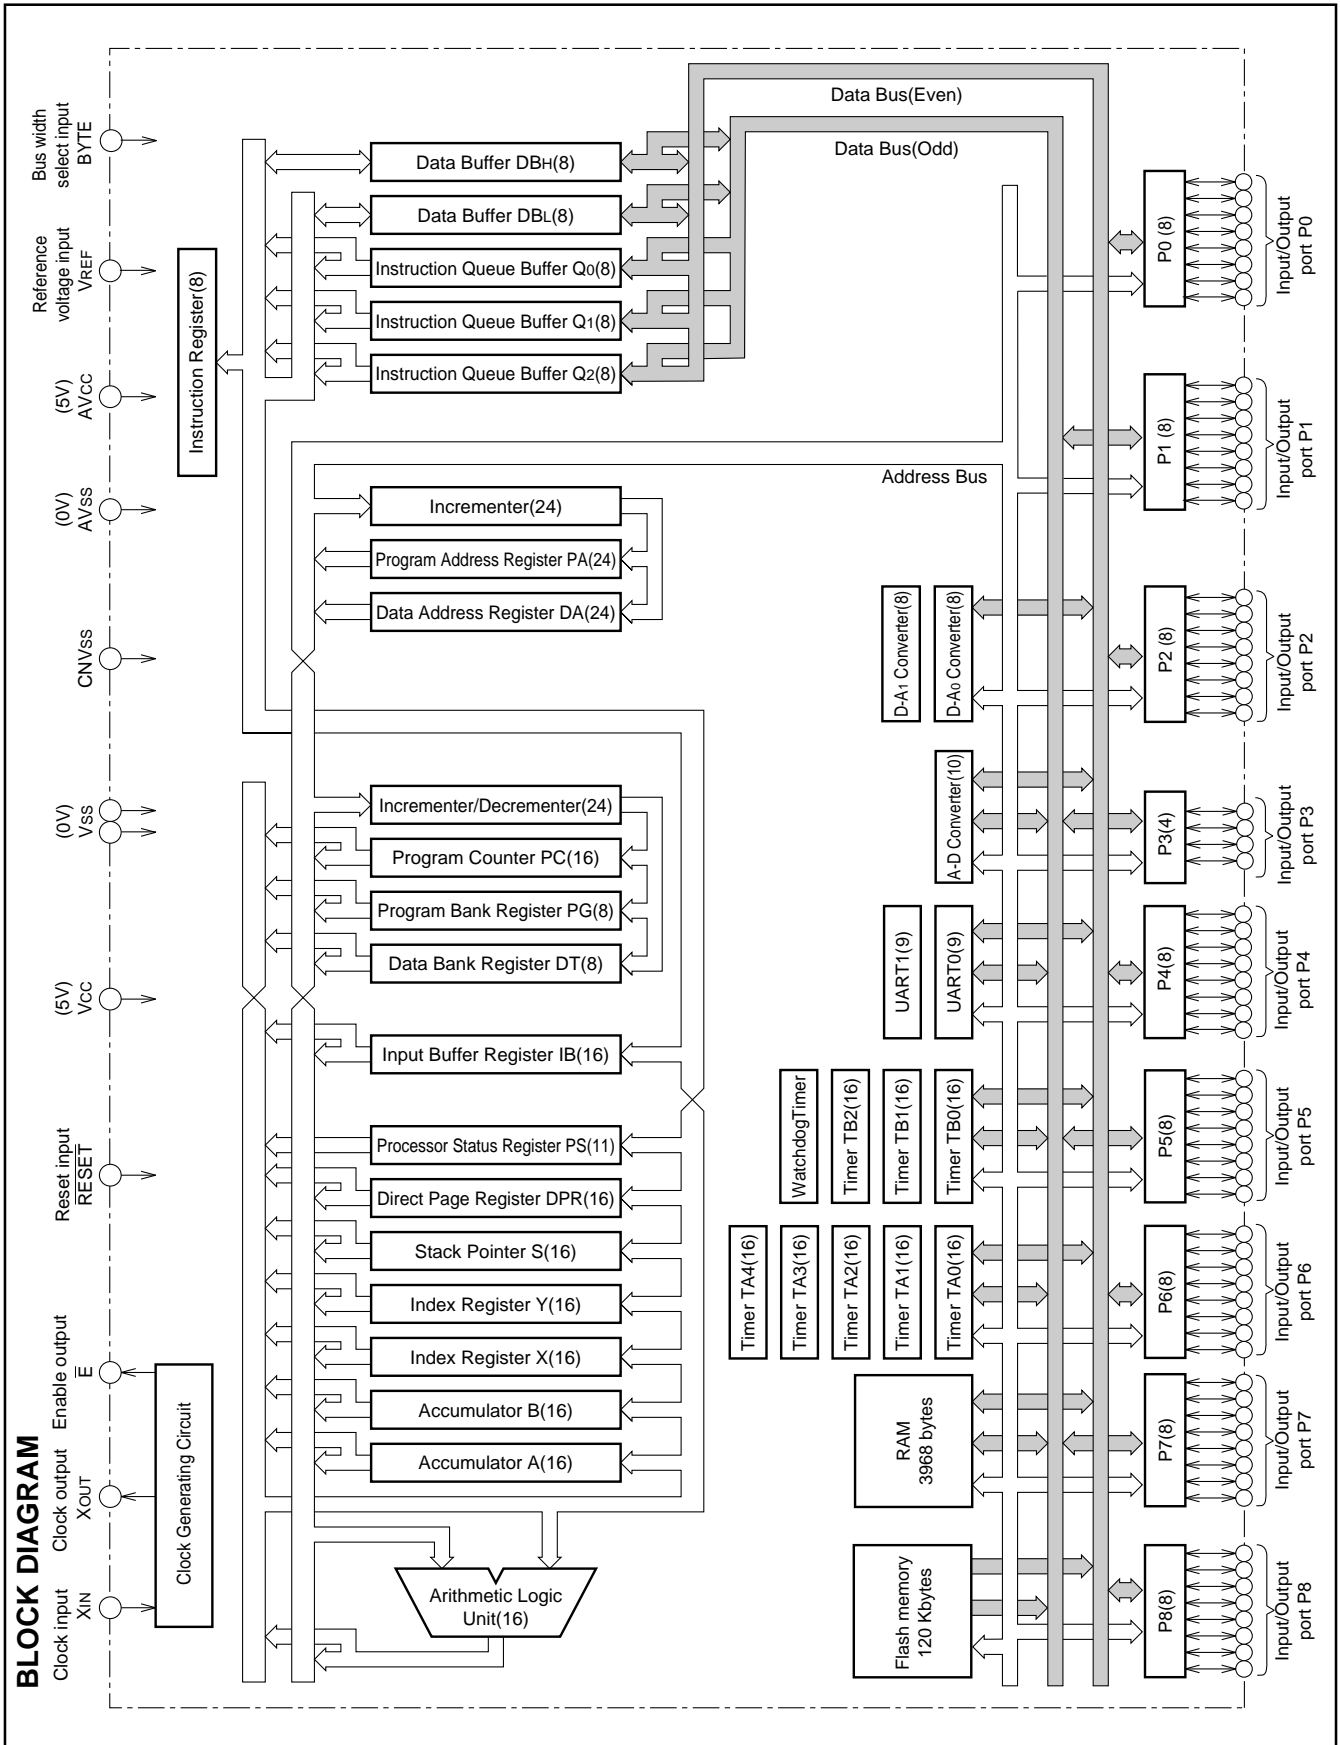 BLOCK DIAGRAM
Clock input
XIN
Clock output
XOUT
Enable output
E
Reset input
RESET
(5V)
VCC
(0V)
VSS
CNVSS
(0V)
AVSS
(5V)
AVCC
Reference
voltage input
VREF
Bus width
select input
BYTE
Clock Generating Circuit
Instruction Register(8)
Data Buffer DBH(8)
Data Buffer DBL(8)
Instruction Queue Buffer Q0(8)
Instruction Queue Buffer Q1(8)
Instruction Queue Buffer Q2(8)
Incrementer(24)
Program Address Register PA(24)
Data Address Register DA(24)
Incrementer/Decrementer(24)
Program Counter PC(16)
Program Bank Register PG(8)
Data Bank Register DT(8)
Input Buffer Register IB(16)
Processor Status Register PS(11)
Direct Page Register DPR(16)
Stack Pointer S(16)
Index Register Y(16)
Index Register X(16)
Accumulator B(16)
Accumulator A(16)
Arithmetic Logic
Unit(16)
Data Bus(Even)
Data Bus(Odd)
Address Bus
D-A1 Converter(8)
D-A0 Converter(8)
A-D Converter(10)
UART1(9)
UART0(9)
WatchdogTimer
Timer TB2(16)
Timer TB1(16)
Timer TB0(16)
Timer TA4(16)
Timer TA3(16)
Timer TA2(16)
Timer TA1(16)
Timer TA0(16)
RAM
3968 bytes
Flash memory
120 Kbytes
P0 (8)
Input/Output
port P0
P1 (8)
Input/Output
port P1
P2 (8)
Input/Output
port P2
P3(4)
Input/Output
port P3
P4(8)
Input/Output
port P4
P5(8)
Input/Output
port P5
P6(8)
Input/Output
port P6
P7(8)
Input/Output
port P7
P8(8)
Input/Output
port P8